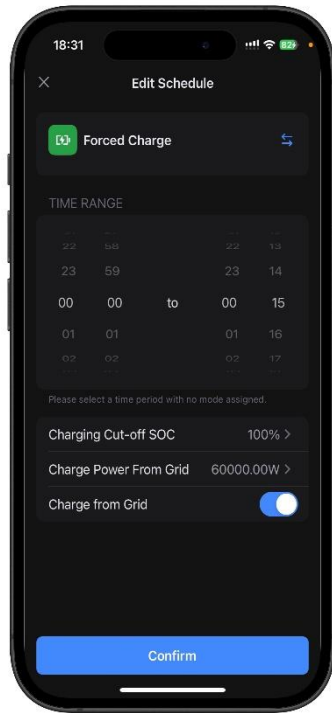 18:31
82
Edit Schedule
Forced Charge
TIME RANGE
22 58 22 13
23 59 23 14
00 00 to 00 15
01 01 01 16
02 02 02 17
Please select a time period with no mode assigned.
Charging Cut-off SOC 100% >
Charge Power From Grid 60000.00W >
Charge from Grid
Confirm